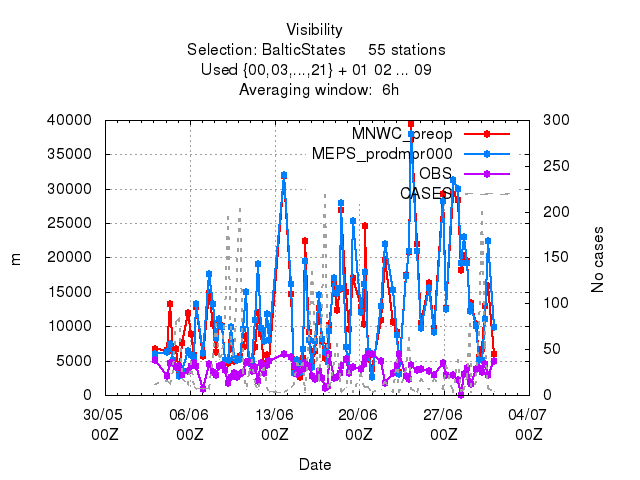 Visibility
Selection: BalticStates 55 stations
Used {00,03,...,21} + 01 02 ... 09
Averaging window: 6h
40000
35000
30000
25000
20000
15000
10000
5000
0
m
MNWC_preop
MEPS_prodmpr000
OBS
CASES
300
250
200
150
100
50
0
No cases
30/05 06/06 13/06 20/06 27/06 04/07
00Z 00Z 00Z 00Z 00Z 00Z
Date